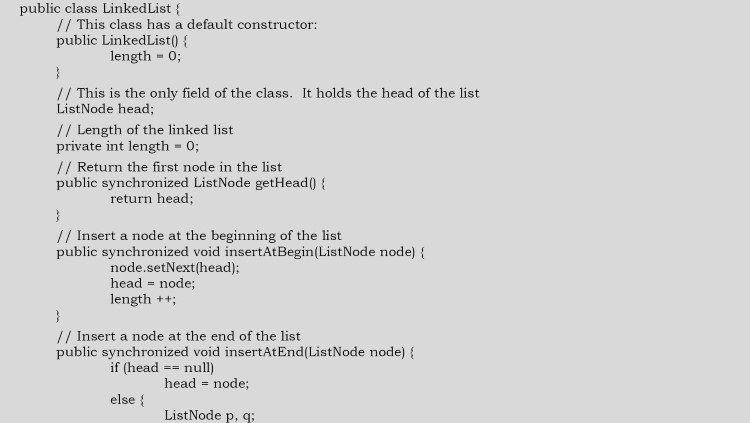 public class LinkedList {
// This class has a default constructor:
public LinkedList() {
length = 0;
}
// This is the only field of the class.  It holds the head of the list
ListNode head;
// Length of the linked list
private int length = 0;
// Return the first node in the list
public synchronized ListNode getHead() {
return head;
}
// Insert a node at the beginning of the list
public synchronized void insertAtBegin(ListNode node) {
node.setNext(head);
head = node;
length ++;
}
// Insert a node at the end of the list
public synchronized void insertAtEnd(ListNode node) {
if (head == null)
head = node;
else {
ListNode p, q;